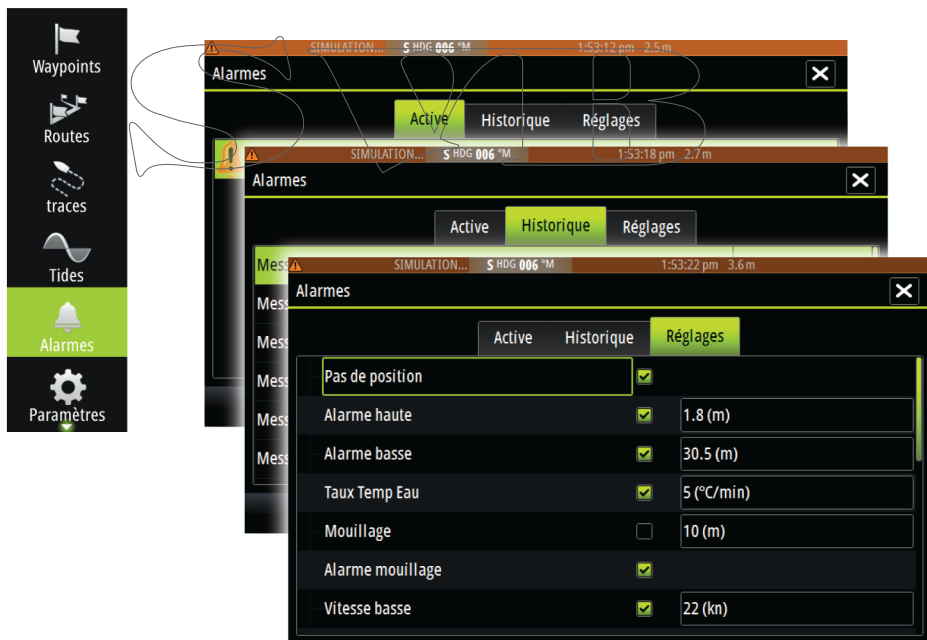 Waypoints
Routes
traces
Tides
Alarmes
Paramètres
SIMULATION... S HDG 006 °M 1:53:12 pm 2.5 m
Alarmes
Active Historique Réglages
SIMULATION... S HDG 006 °M 1:53:18 pm 2.7 m
Alarmes
Active Historique Réglages
Mess
Mess
Mess
Mess
Mess
Mess
SIMULATION... S HDG 006 °M 1:53:22 pm 3.6 m
Alarmes
Active Historique Réglages
Pas de position
Alarme haute 1.8 (m)
Alarme basse 30.5 (m)
Taux Temp Eau 5 (°C/min)
Mouillage 10 (m)
Alarme mouillage
Vitesse basse 22 (kn)